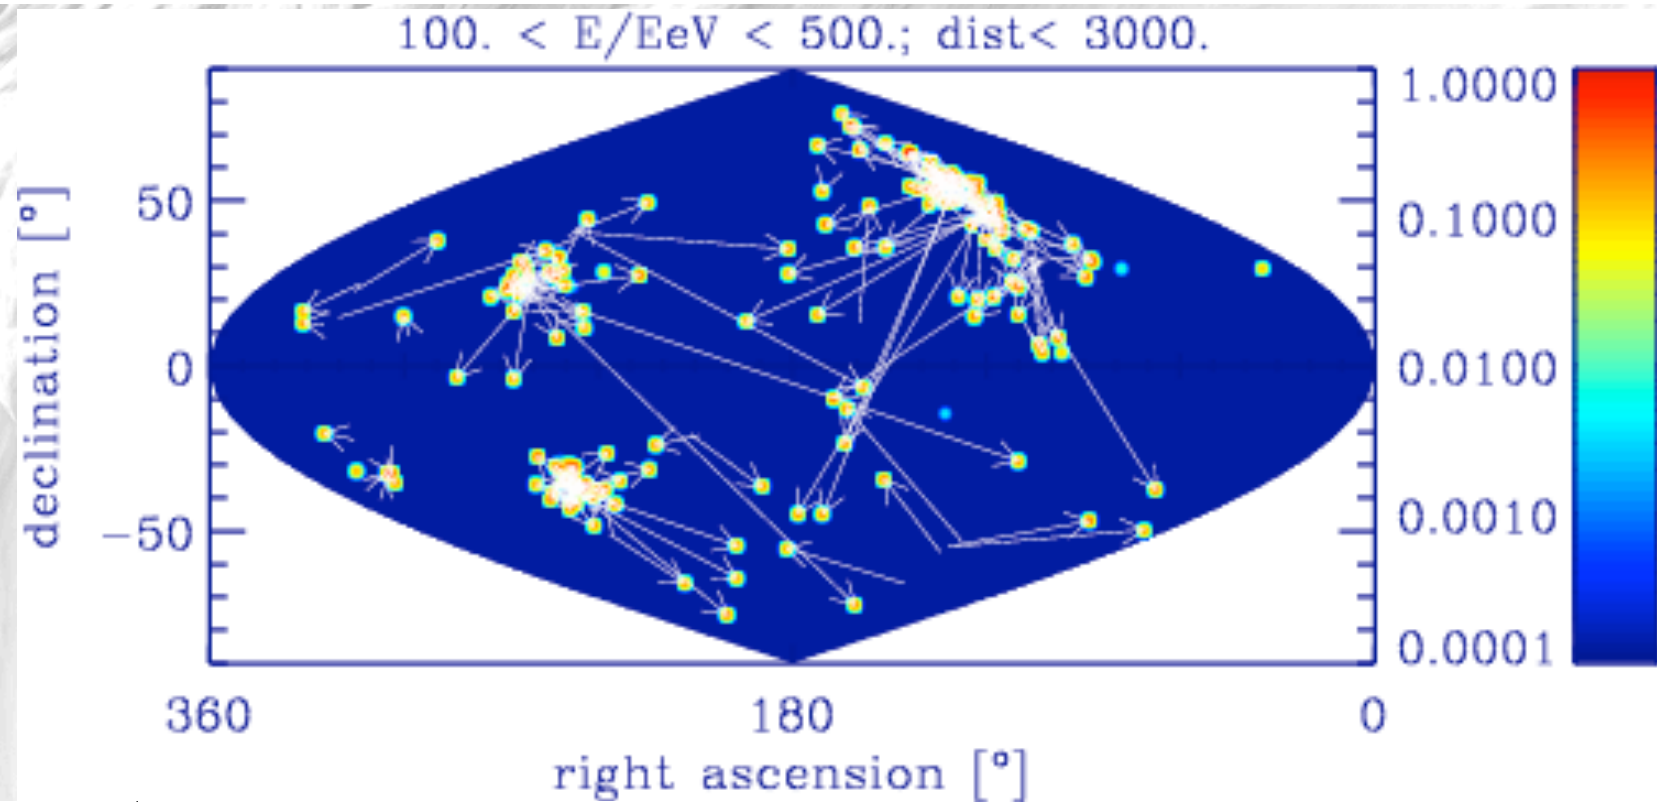 100. < E/EeV < 500.; dist< 3000.
1.0000
50
0.1000
0
0.0100
-50
0.0010
0.0001
declination [°]
360 180 0
right ascension [°]